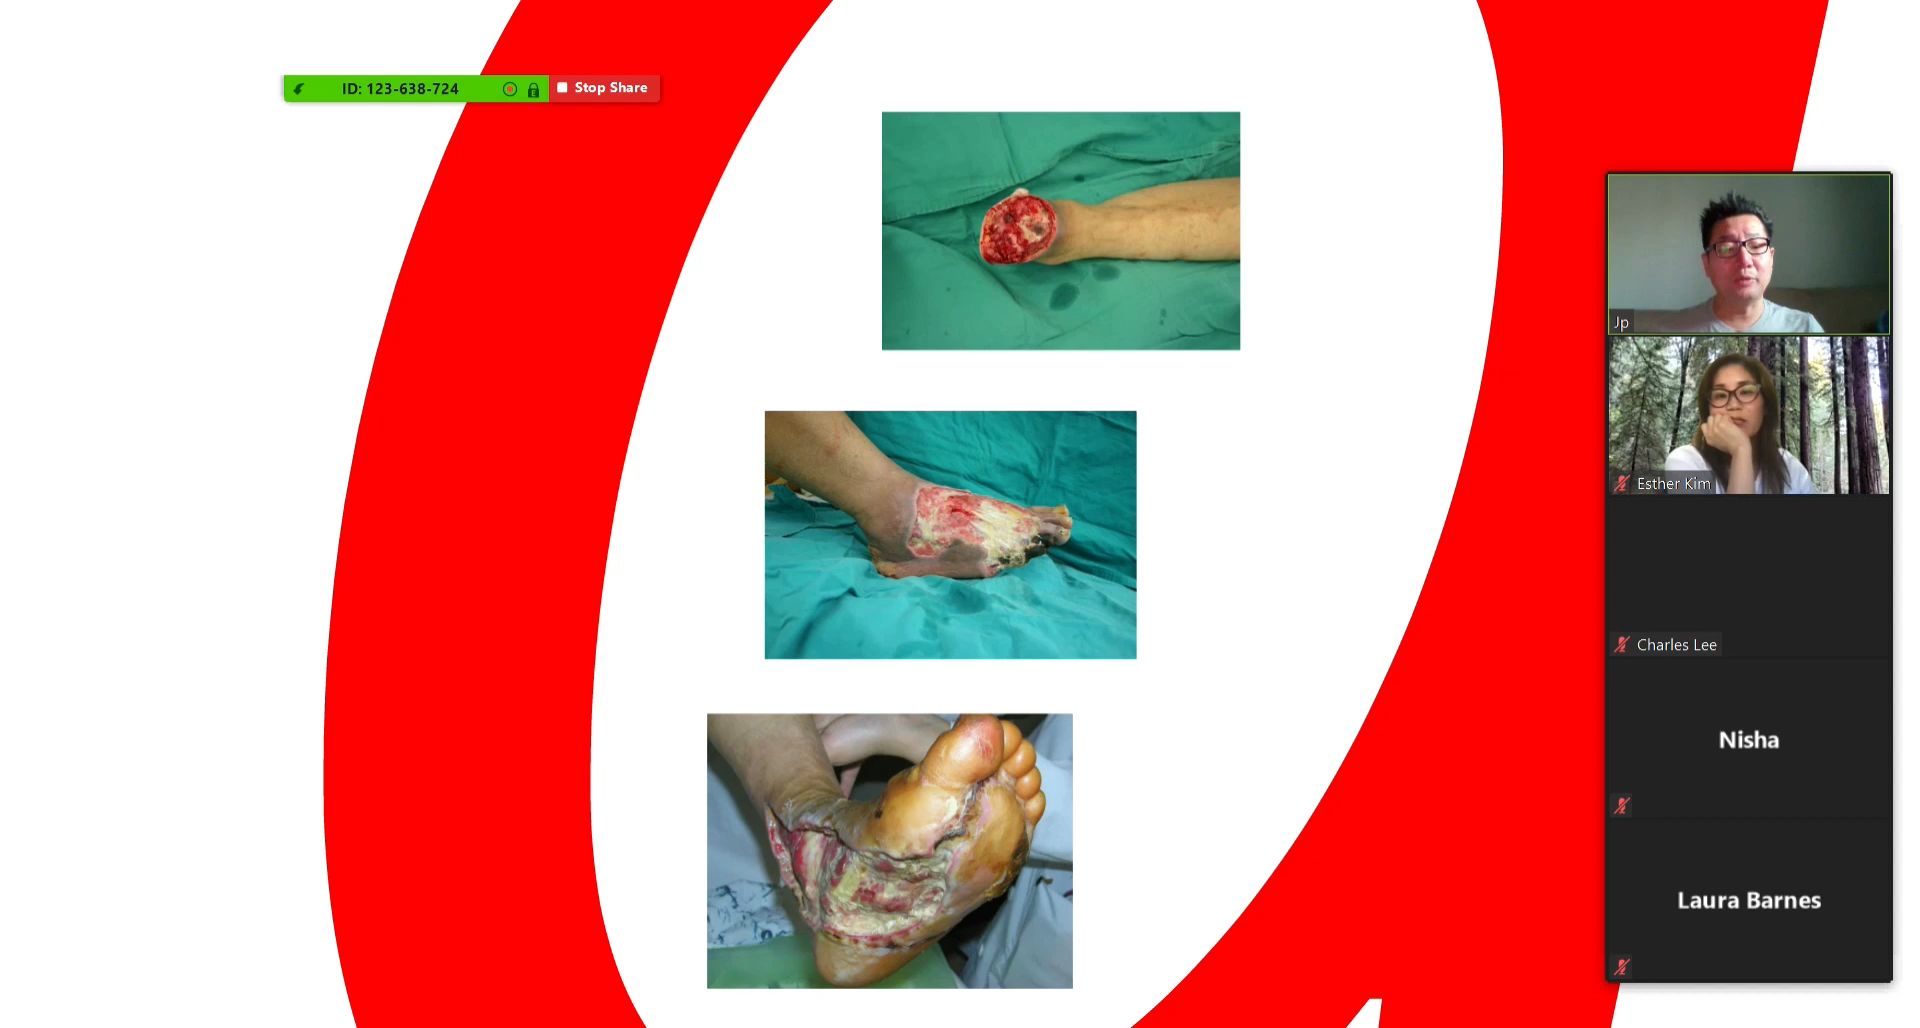 ID: 123-638-724
Stop Share
Jp
Esther Kim
Charles Lee
Nisha
Laura Barnes